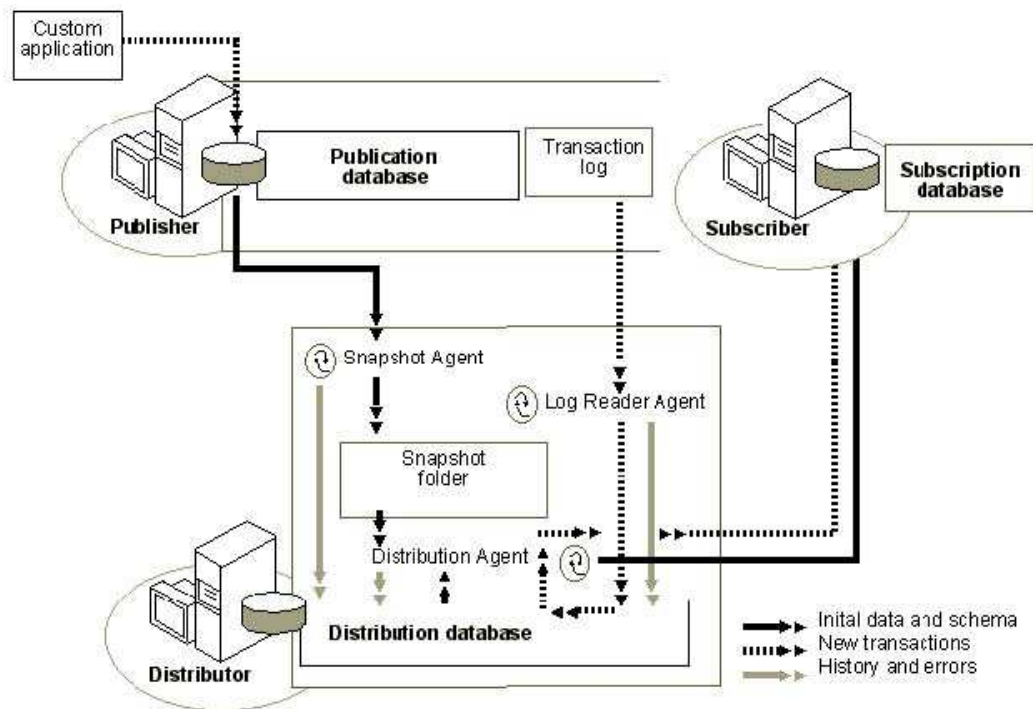 Custom
application
Publication
database
Transaction
log
Subscription
database
Publisher
Subscriber
Snapshot Agent
Log Reader Agent
Snapshot
folder
Distribution Agent
Distribution database
Distributor
Inital data and schema
New transactions
History and errors